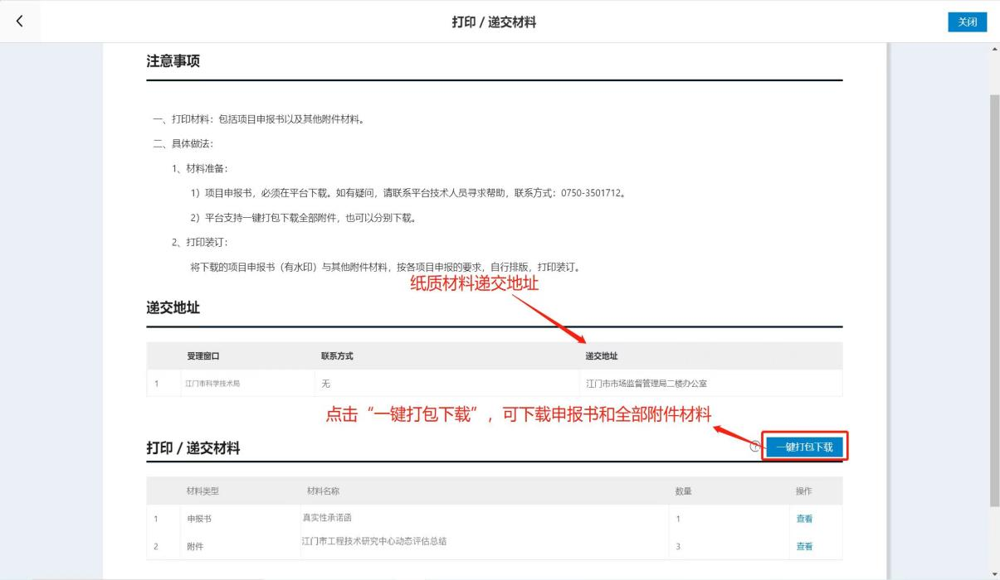 打印 / 递交材料
关闭
注意事项
一、打印材料：包括项目申报书以及其他附件材料。
二、具体做法：
1、材料准备：
1）项目申报书，必须在平台下载。如有疑问，请联系平台技术人员寻求帮助，联系方式：0750-3501712。
2）平台支持一键打包下载全部附件，也可以分别下载。
2、打印装订：
将下载的项目申报书（有水印）与其他附件材料，按各项目申报的要求，自行排版，打印装订。
纸质材料递交地址
递交地址
受理窗口 联系方式 递交地址
1 江门市科学技术局 无 江门市市场监督管理局二楼办公室
点击“一键打包下载”，可下载申报书和全部附件材料
打印 / 递交材料
? 一键打包下载
材料类型 材料名称 数量 操作
1 申报书 真实性承诺函 1 查看
2 附件 江门市工程技术研究中心动态评估总结 3 查看